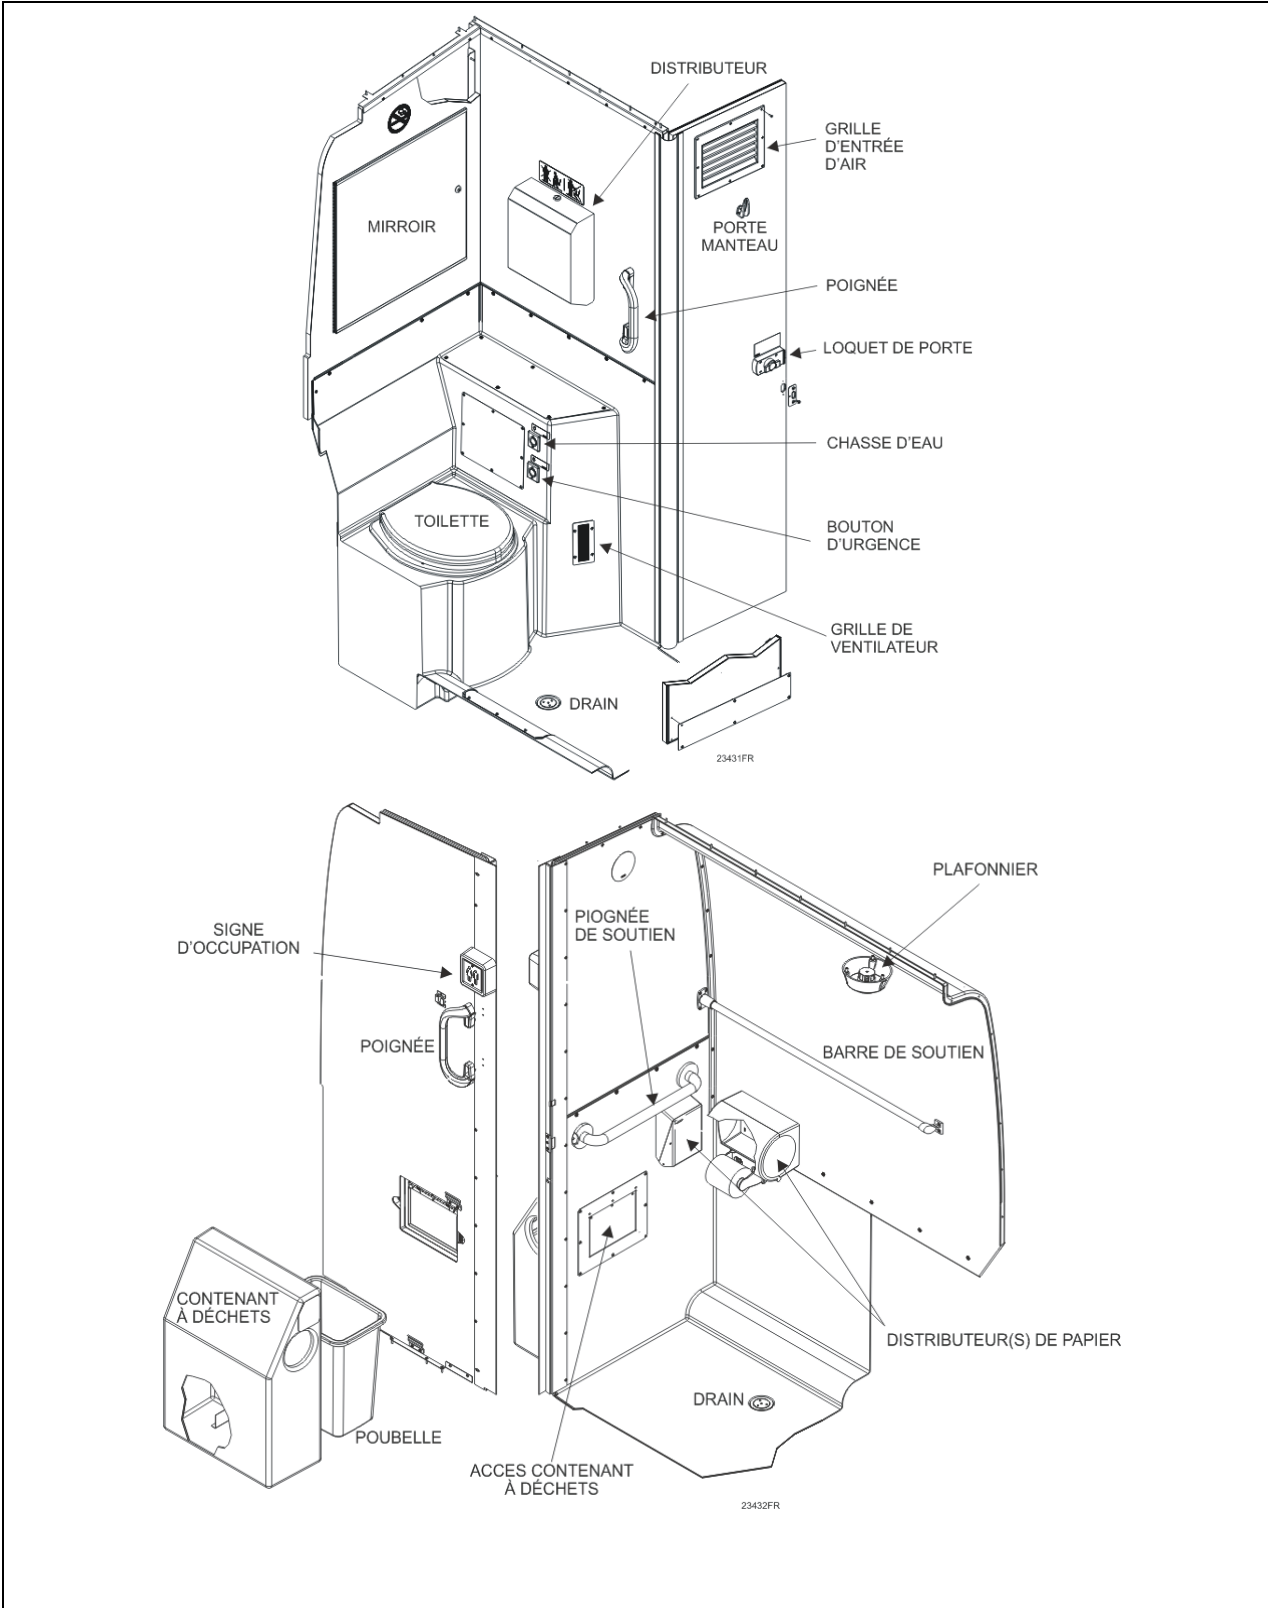 DISTRIBUTEUR
GRILLE
D'ENTRÉE
D'AIR
MIRROIR
PORTE
MANTEAU
POIGNÉE
LOQUET DE PORTE
CHASSE D'EAU
TOILETTE
BOUTON
D'URGENCE
GRILLE DE
VENTILATEUR
DRAIN
23431FR
PLAFONNIER
SIGNE
D'OCCUPATION
PIOGNÉE
DE SOUTIEN
POIGNÉE
BARRE DE SOUTIEN
CONTENANT
À DÉCHETS
DISTRIBUTEUR(S) DE PAPIER
DRAIN
POUBELLE
ACCES CONTENANT
À DÉCHETS
23432FR